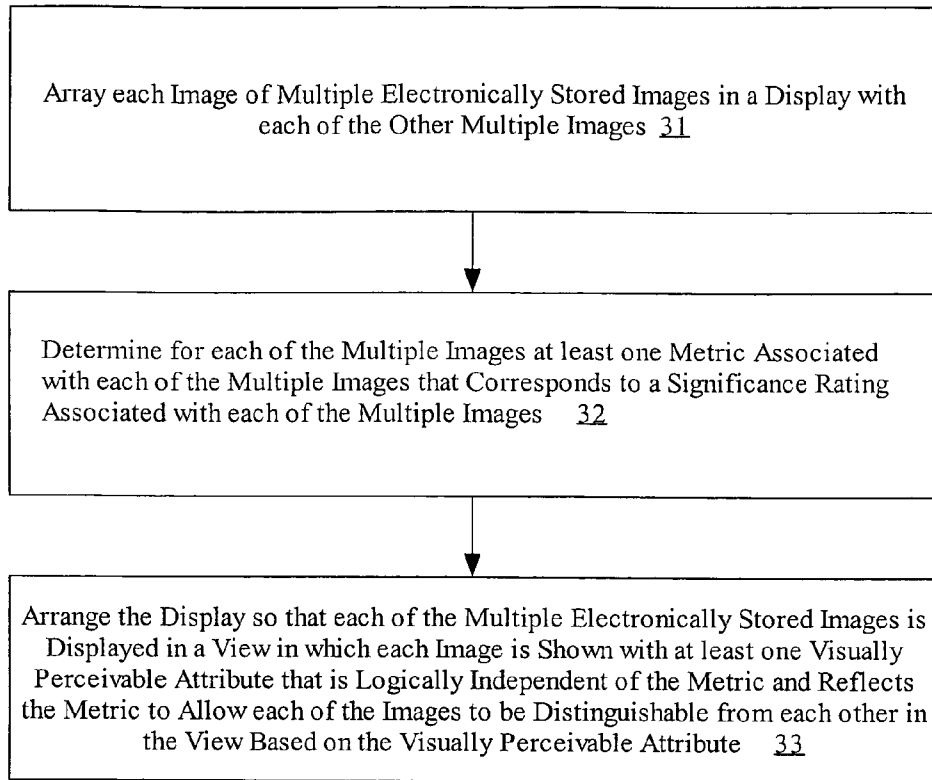 Array each Image of Multiple Electronically Stored Images in a Display with
each of the Other Multiple Images 31
Determine for each of the Multiple Images at least one Metric Associated
with each of the Multiple Images that Corresponds to a Significance Rating
Associated with each of the Multiple Images 32
Arrange the Display so that each of the Multiple Electronically Stored Images is
Displayed in a View in which each Image is Shown with at least one Visually
Perceivable Attribute that is Logically Independent of the Metric and Reflects
the Metric to Allow each of the Images to be Distinguishable from each other in
the View Based on the Visually Perceivable Attribute 33